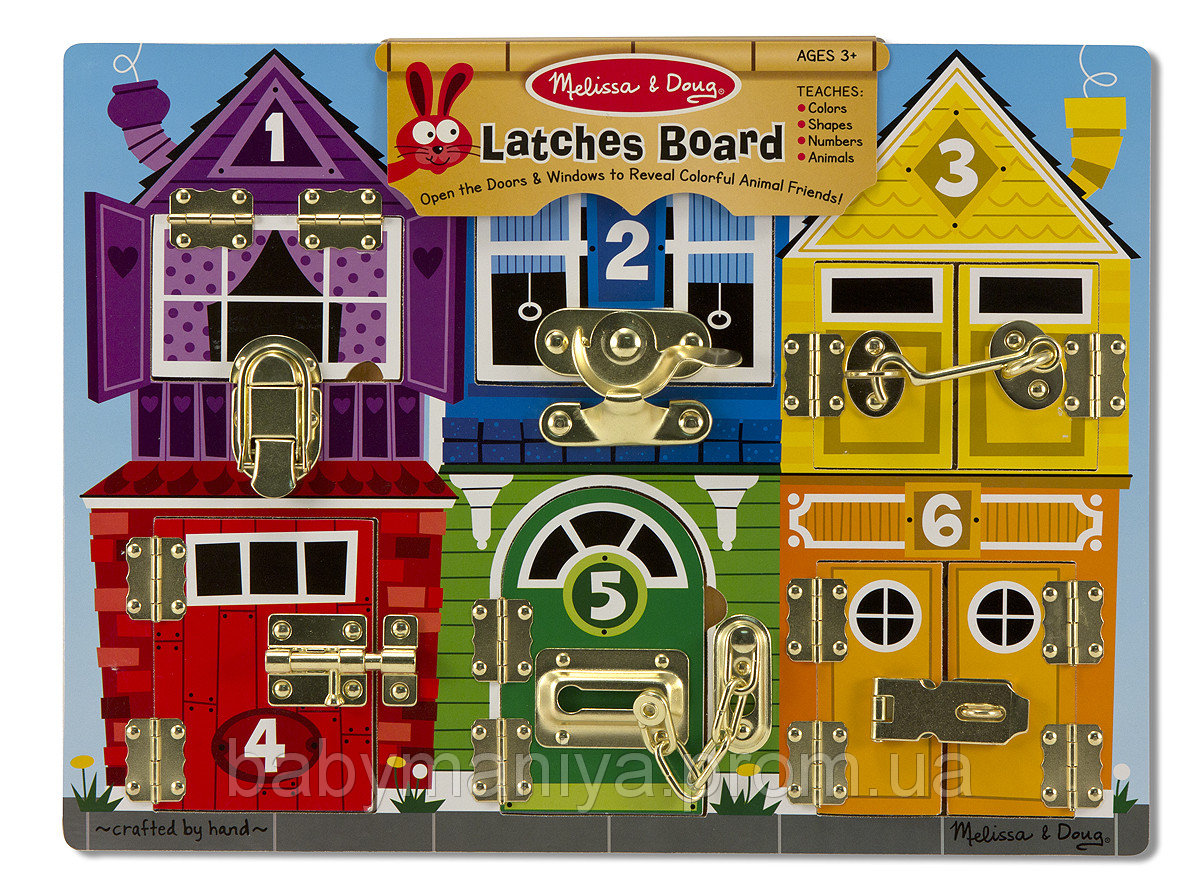 AGES 3+
Melissa & Doug®
Latches Board
TEACHES:
• Colors
• Shapes
• Numbers
• Animals
Open the Doors & Windows to Reveal Colorful Animal Friends!
1
2
3
4
5
6
babymaniya.prom.ua
~crafted by hand~
Melissa & Doug®